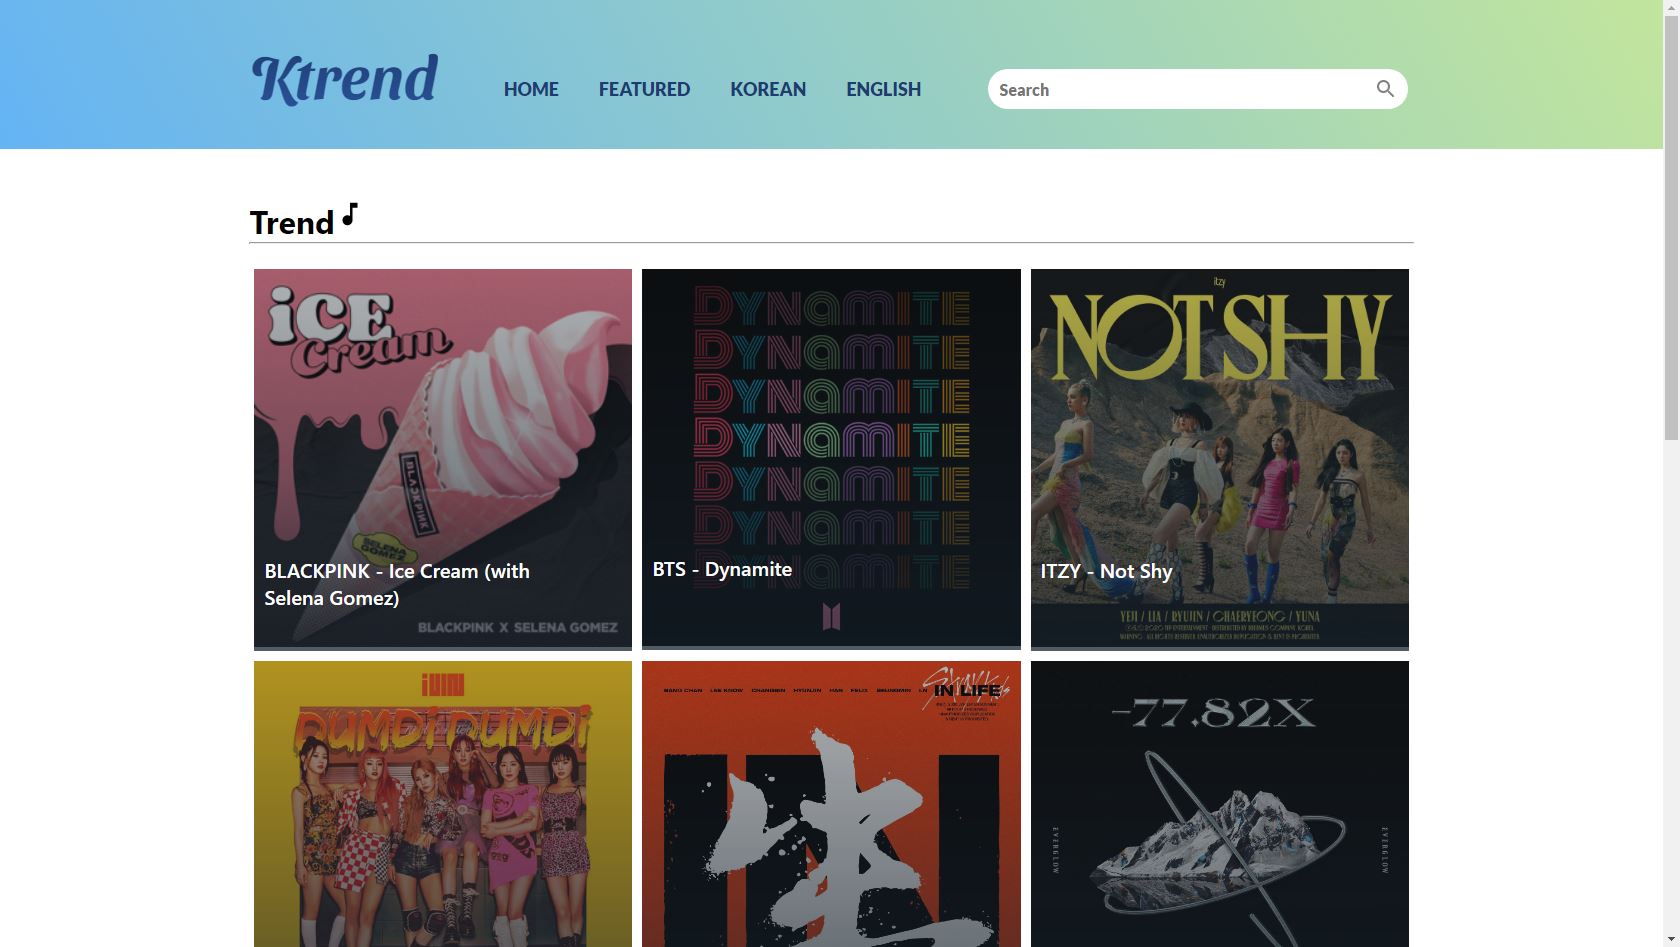 Ktrend
HOME
FEATURED
KOREAN
ENGLISH
Search
Trend
iCE
Cream
BLACKPINK
SELENA
GOMEZ
BLACKPINK - Ice Cream (with
Selena Gomez)
BLACKPINK X SELENA GOMEZ
DYNAMITE
DYNAMITE
DYNAMITE
DYNAMITE
DYNAMITE
DYNAMITE
DYNAMITE
BTS - Dynamite
itzy
NOT SHY
ITZY - Not Shy
YEJI / LIA / RYUJIN / CHAERYEONG / YUNA
DUMDi DUMDi
Stray Kids
BANG CHAN LEE KNOW CHANGBIN HYUNJIN HAN FELIX SEUNGMIN I.N
IN LIFE
IN
生
-77.82X
EVERGLOW
EVERGLOW